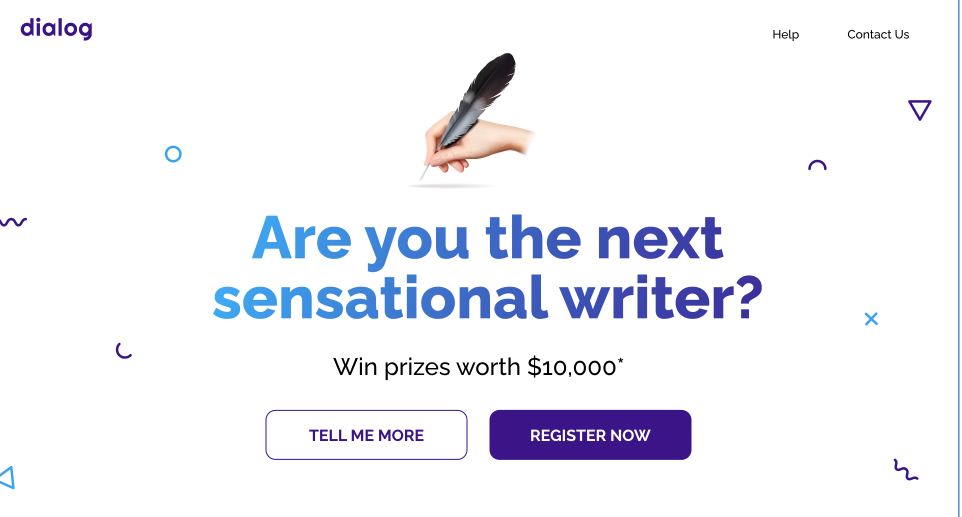 dialog
Help
Contact Us
Are you the next
sensational writer?
Win prizes worth $10,000*
TELL ME MORE
REGISTER NOW